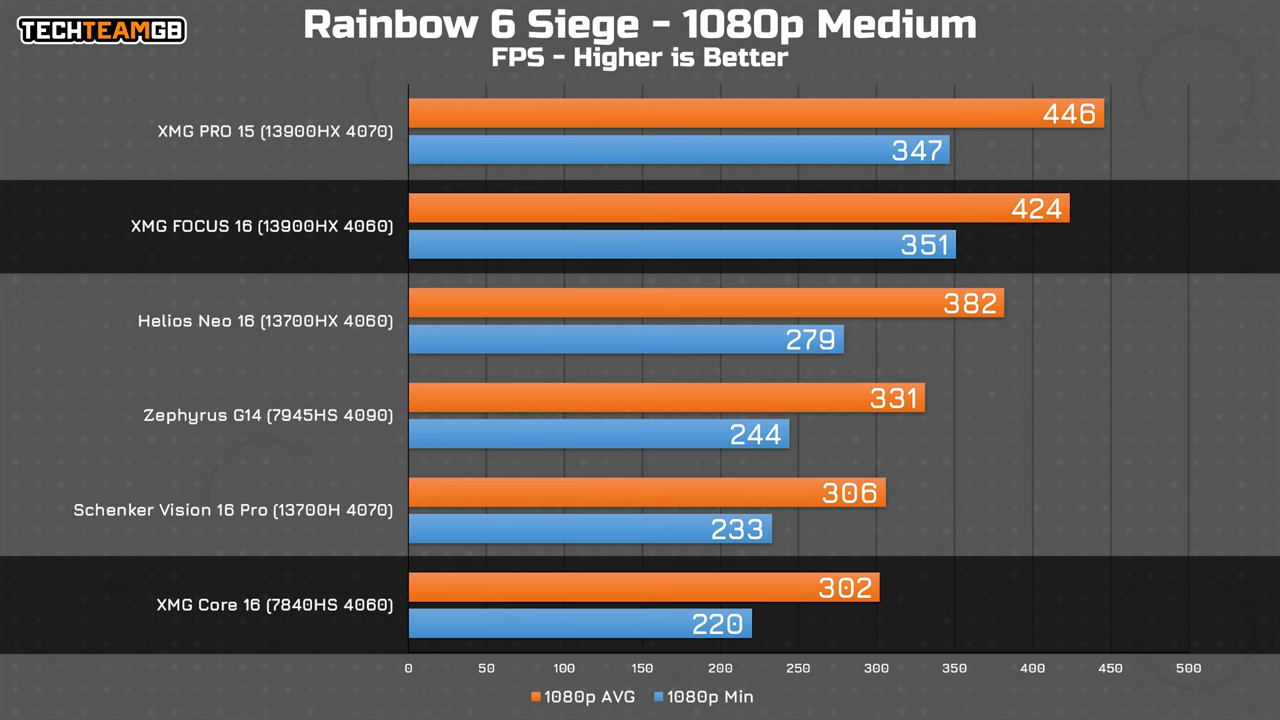 TECHTEAMGB
Rainbow 6 Siege - 1080p Medium
FPS - Higher is Better
XMG PRO 15 (13900HX 4070)
446
347
XMG FOCUS 16 (13900HX 4060)
424
351
Helios Neo 16 (13700HX 4060)
382
279
Zephyrus G14 (7945HS 4090)
331
244
Schenker Vision 16 Pro (13700H 4070)
306
233
XMG Core 16 (7840HS 4060)
302
220
0 50 100 150 200 250 300 350 400 450 500
1080p AVG 1080p Min